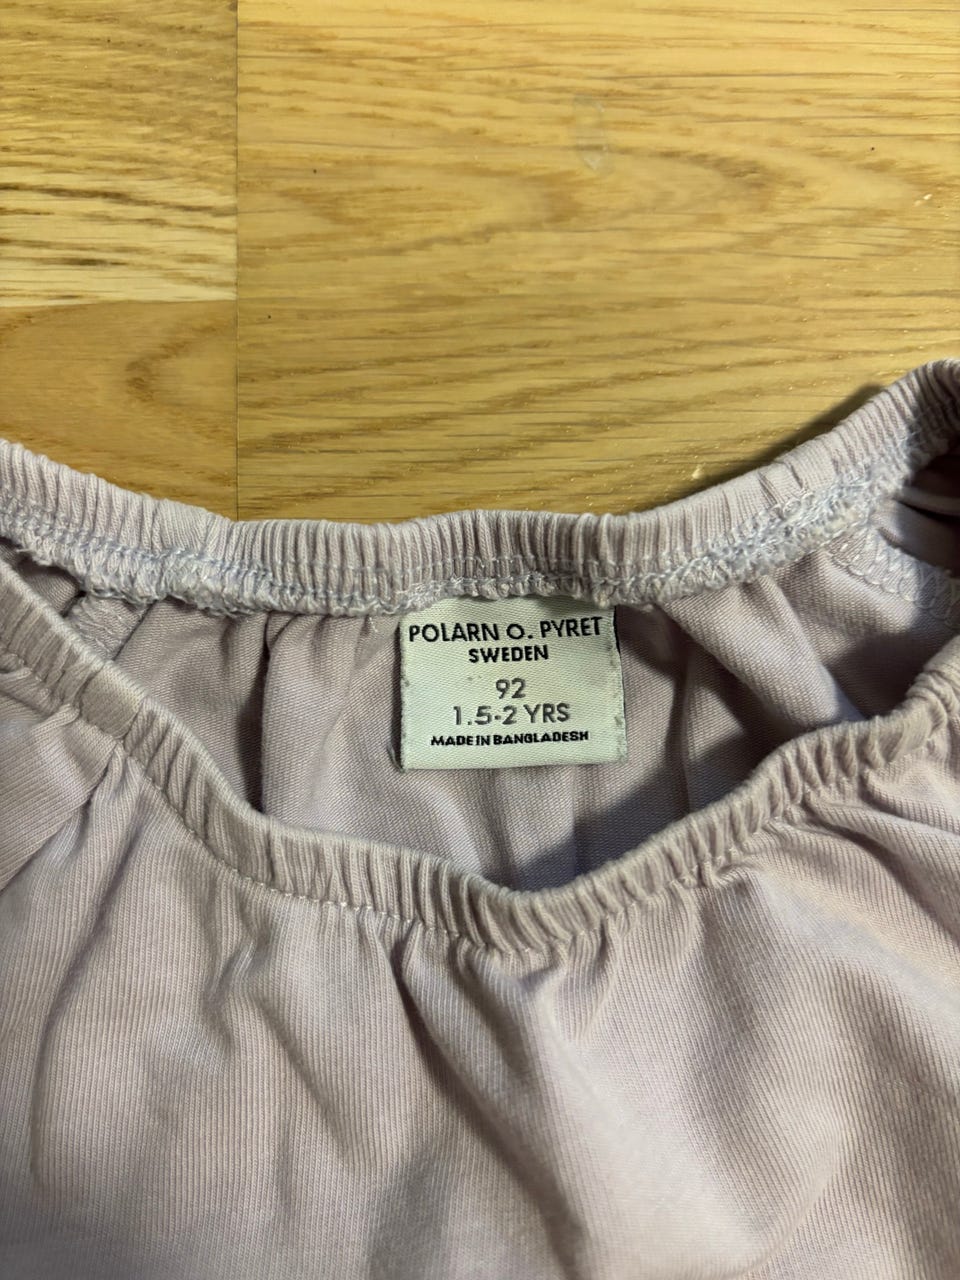 POLARN O. PYRET
SWEDEN
92
1.5-2 YRS
MADE IN BANGLADESH